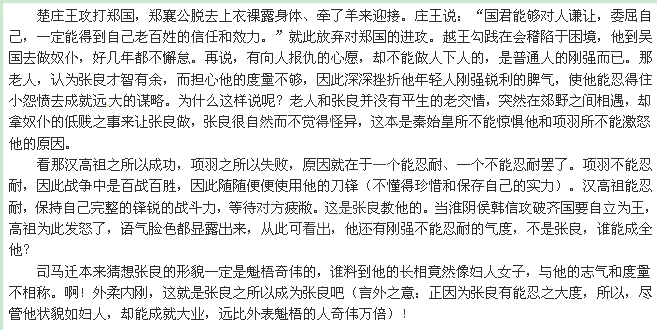 楚庄王攻打郑国，郑襄公脱去上衣裸露身体、牵了羊来迎接。庄王说：“国君能够对人谦让，委屈自
己，一定能得到自己老百姓的信任和效力。”就此放弃对郑国的进攻。越王勾践在会稽陷于困境，他到吴
国去做奴仆，好几年都不懈怠。再说，有向人报仇的心愿，却不能做人下人的，是普通人的刚强而已。那
老人，认为张良才智有余，而担心他的度量不够，因此深深挫折他年轻人刚强锐利的脾气，使他能忍得住
小怨愤去成就远大的谋略。为什么这样说呢？老人和张良并没有平生的老交情，突然在郊野之间相遇，却
拿奴仆的低贱之事来让张良做，张良很自然而不觉得怪异，这本是秦始皇所不能惊惧他和项羽所不能激怒
他的原因。
看那汉高祖之所以成功，项羽之所以失败，原因就在于一个能忍耐、一个不能忍耐罢了。项羽不能忍
耐，因此战争中是百战百胜，因此随随便便使用他的刀锋（不懂得珍惜和保存自己的实力）。汉高祖能忍
耐，保持自己完整的锋锐的战斗力，等待对方疲敝。这是张良教他的。当淮阴侯韩信攻破齐国要自立为王，
高祖为此发怒了，语气脸色都显露出来，从此可看出，他还有刚强不能忍耐的气度，不是张良，谁能成全
他？
司马迁本来猜想张良的形貌一定是魁梧奇伟的，谁料到他的长相竟然像妇人女子，与他的志气和度量
不相称。啊！外柔内刚，这就是张良之所以成为张良吧（言外之意：正因为张良有能忍之大度，所以，尽
管他状貌如妇人，却能成就大业，远比外表魁梧的人奇伟万倍）！